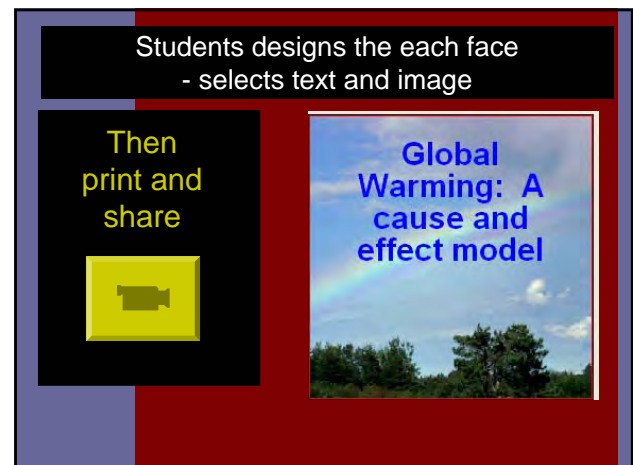 Students designs the each face
- selects text and image
Then
print and
share
Global
Warming:  A
cause and
effect model